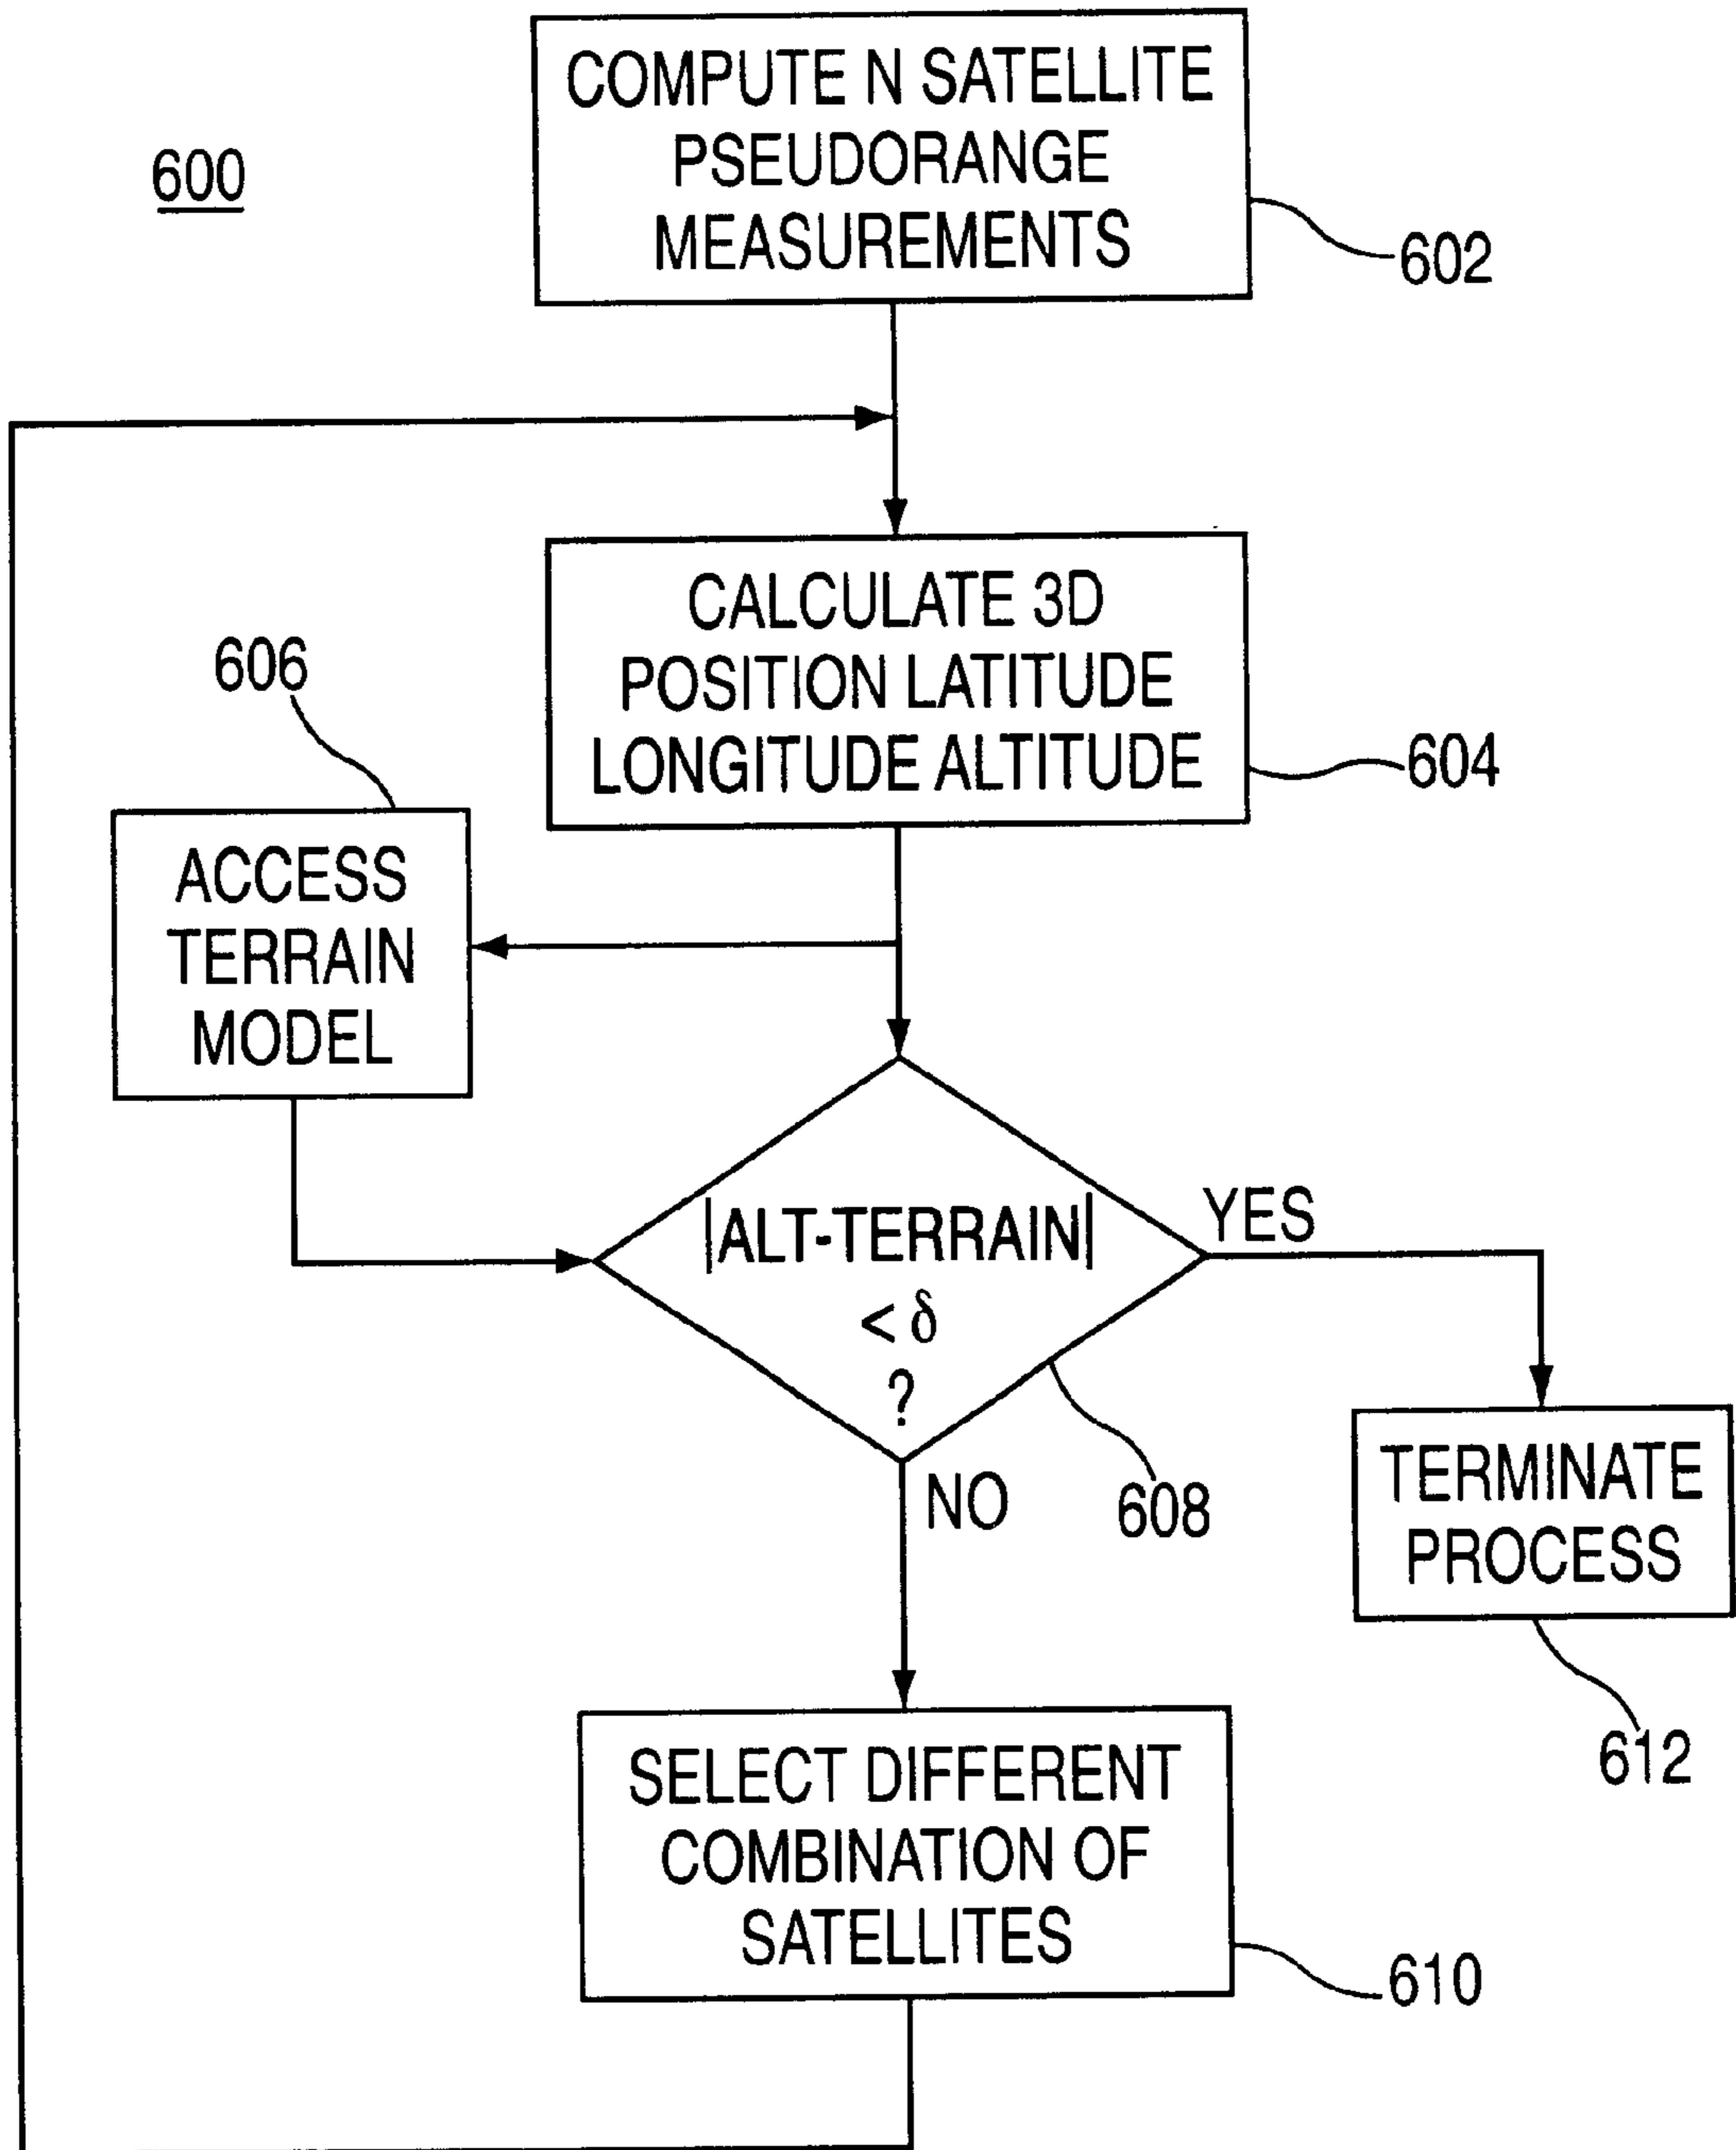 600
COMPUTE N SATELLITE
PSEUDORANGE
MEASUREMENTS
602
CALCULATE 3D
POSITION LATITUDE
LONGITUDE ALTITUDE
604
606
ACCESS
TERRAIN
MODEL
|ALT-TERRAIN|
< δ
?
YES
NO
608
TERMINATE
PROCESS
612
SELECT DIFFERENT
COMBINATION OF
SATELLITES
610